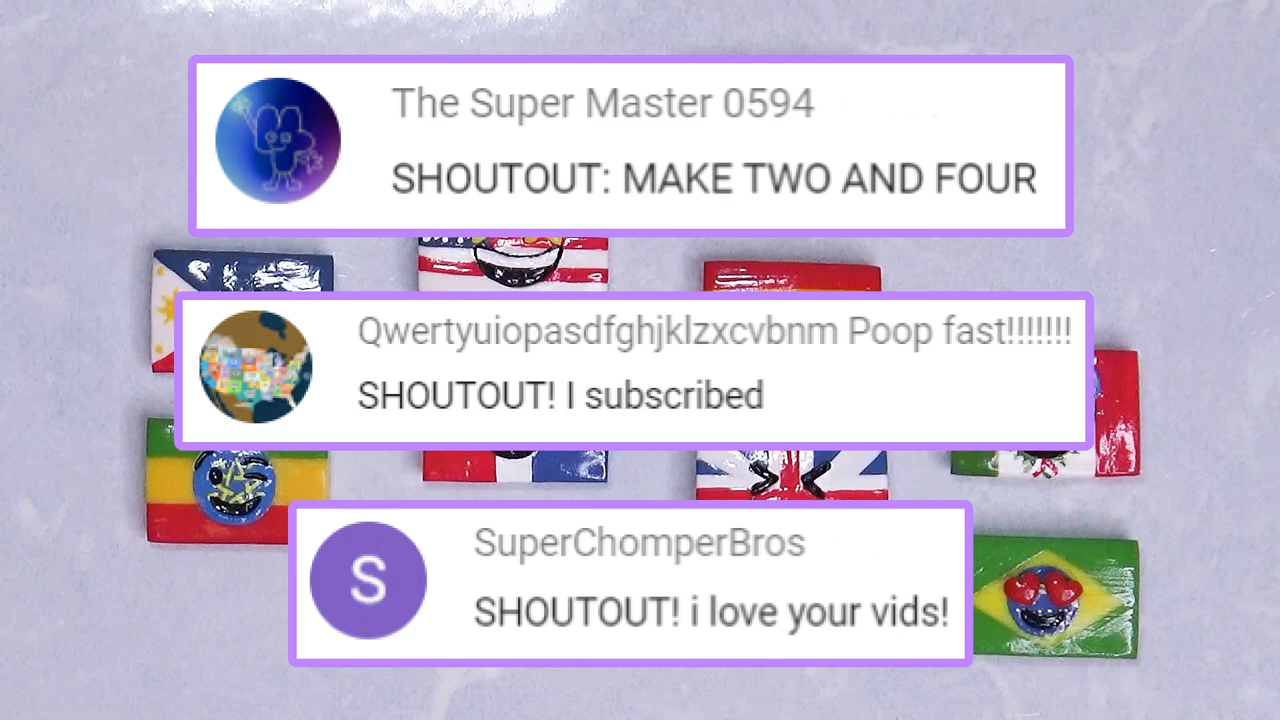 The Super Master 0594
SHOUTOUT: MAKE TWO AND FOUR
Qwertyuiopasdfghjklzxcvbnm Poop fast!!!!!!!
SHOUTOUT! I subscribed
S
SuperChomperBros
SHOUTOUT! i love your vids!